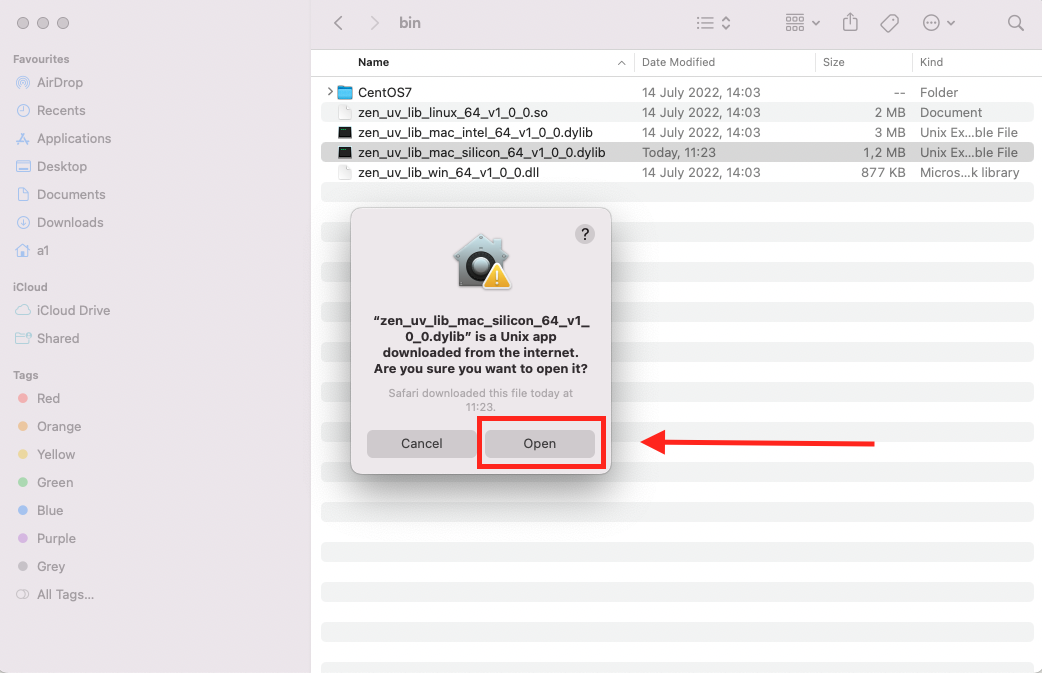 bin
Favourites
AirDrop
Recents
Applications
Desktop
Documents
Downloads
a1
iCloud
iCloud Drive
Shared
Tags
Red
Orange
Yellow
Green
Blue
Purple
Grey
All Tags...
Name Date Modified Size Kind
CentOS7 14 July 2022, 14:03 -- Folder
zen_uv_lib_linux_64_v1_0_0.so 14 July 2022, 14:03 2 MB Document
zen_uv_lib_mac_intel_64_v1_0_0.dylib 14 July 2022, 14:03 3 MB Unix Ex...ble File
zen_uv_lib_mac_silicon_64_v1_0_0.dylib Today, 11:23 1,2 MB Unix Ex...ble File
zen_uv_lib_win_64_v1_0_0.dll 14 July 2022, 14:03 877 KB Micros...k library
?
“zen_uv_lib_mac_silicon_64_v1_
0_0.dylib” is a Unix app
downloaded from the internet.
Are you sure you want to open it?
Safari downloaded this file today at
11:23.
Cancel Open